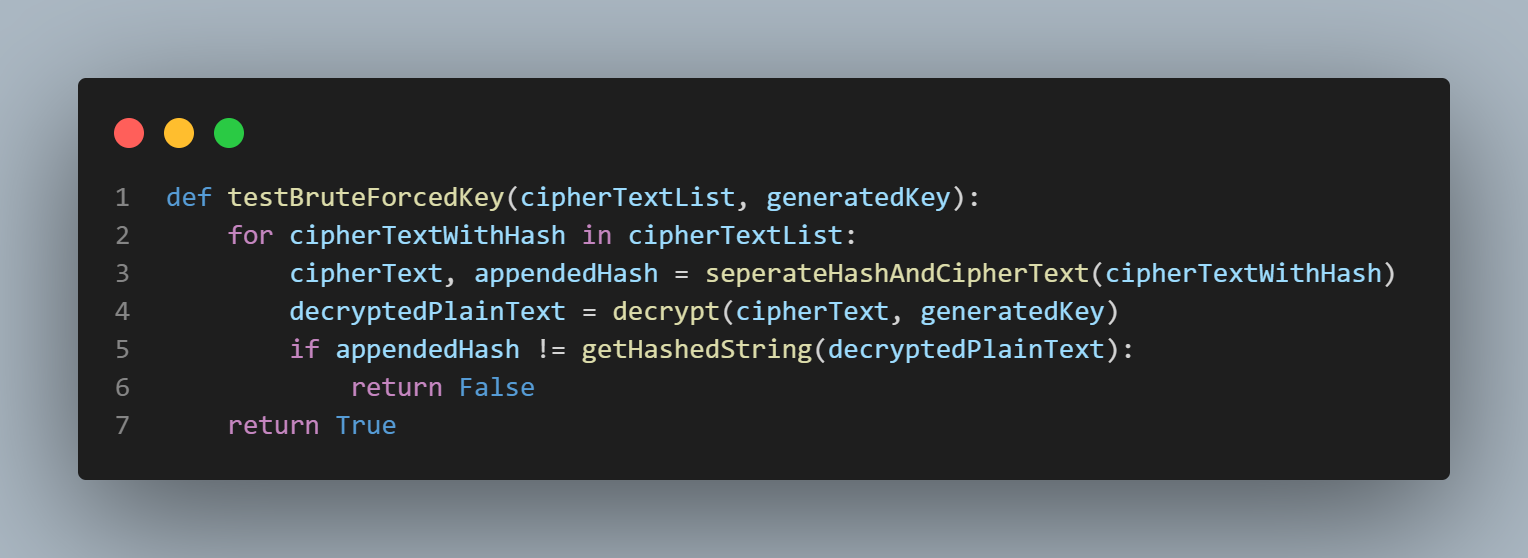 1 def testBruteForcedKey(cipherTextList, generatedKey):
2     for cipherTextWithHash in cipherTextList:
3         cipherText, appendedHash = seperateHashAndCipherText(cipherTextWithHash)
4         decryptedPlainText = decrypt(cipherText, generatedKey)
5         if appendedHash != getHashedString(decryptedPlainText):
6             return False
7     return True